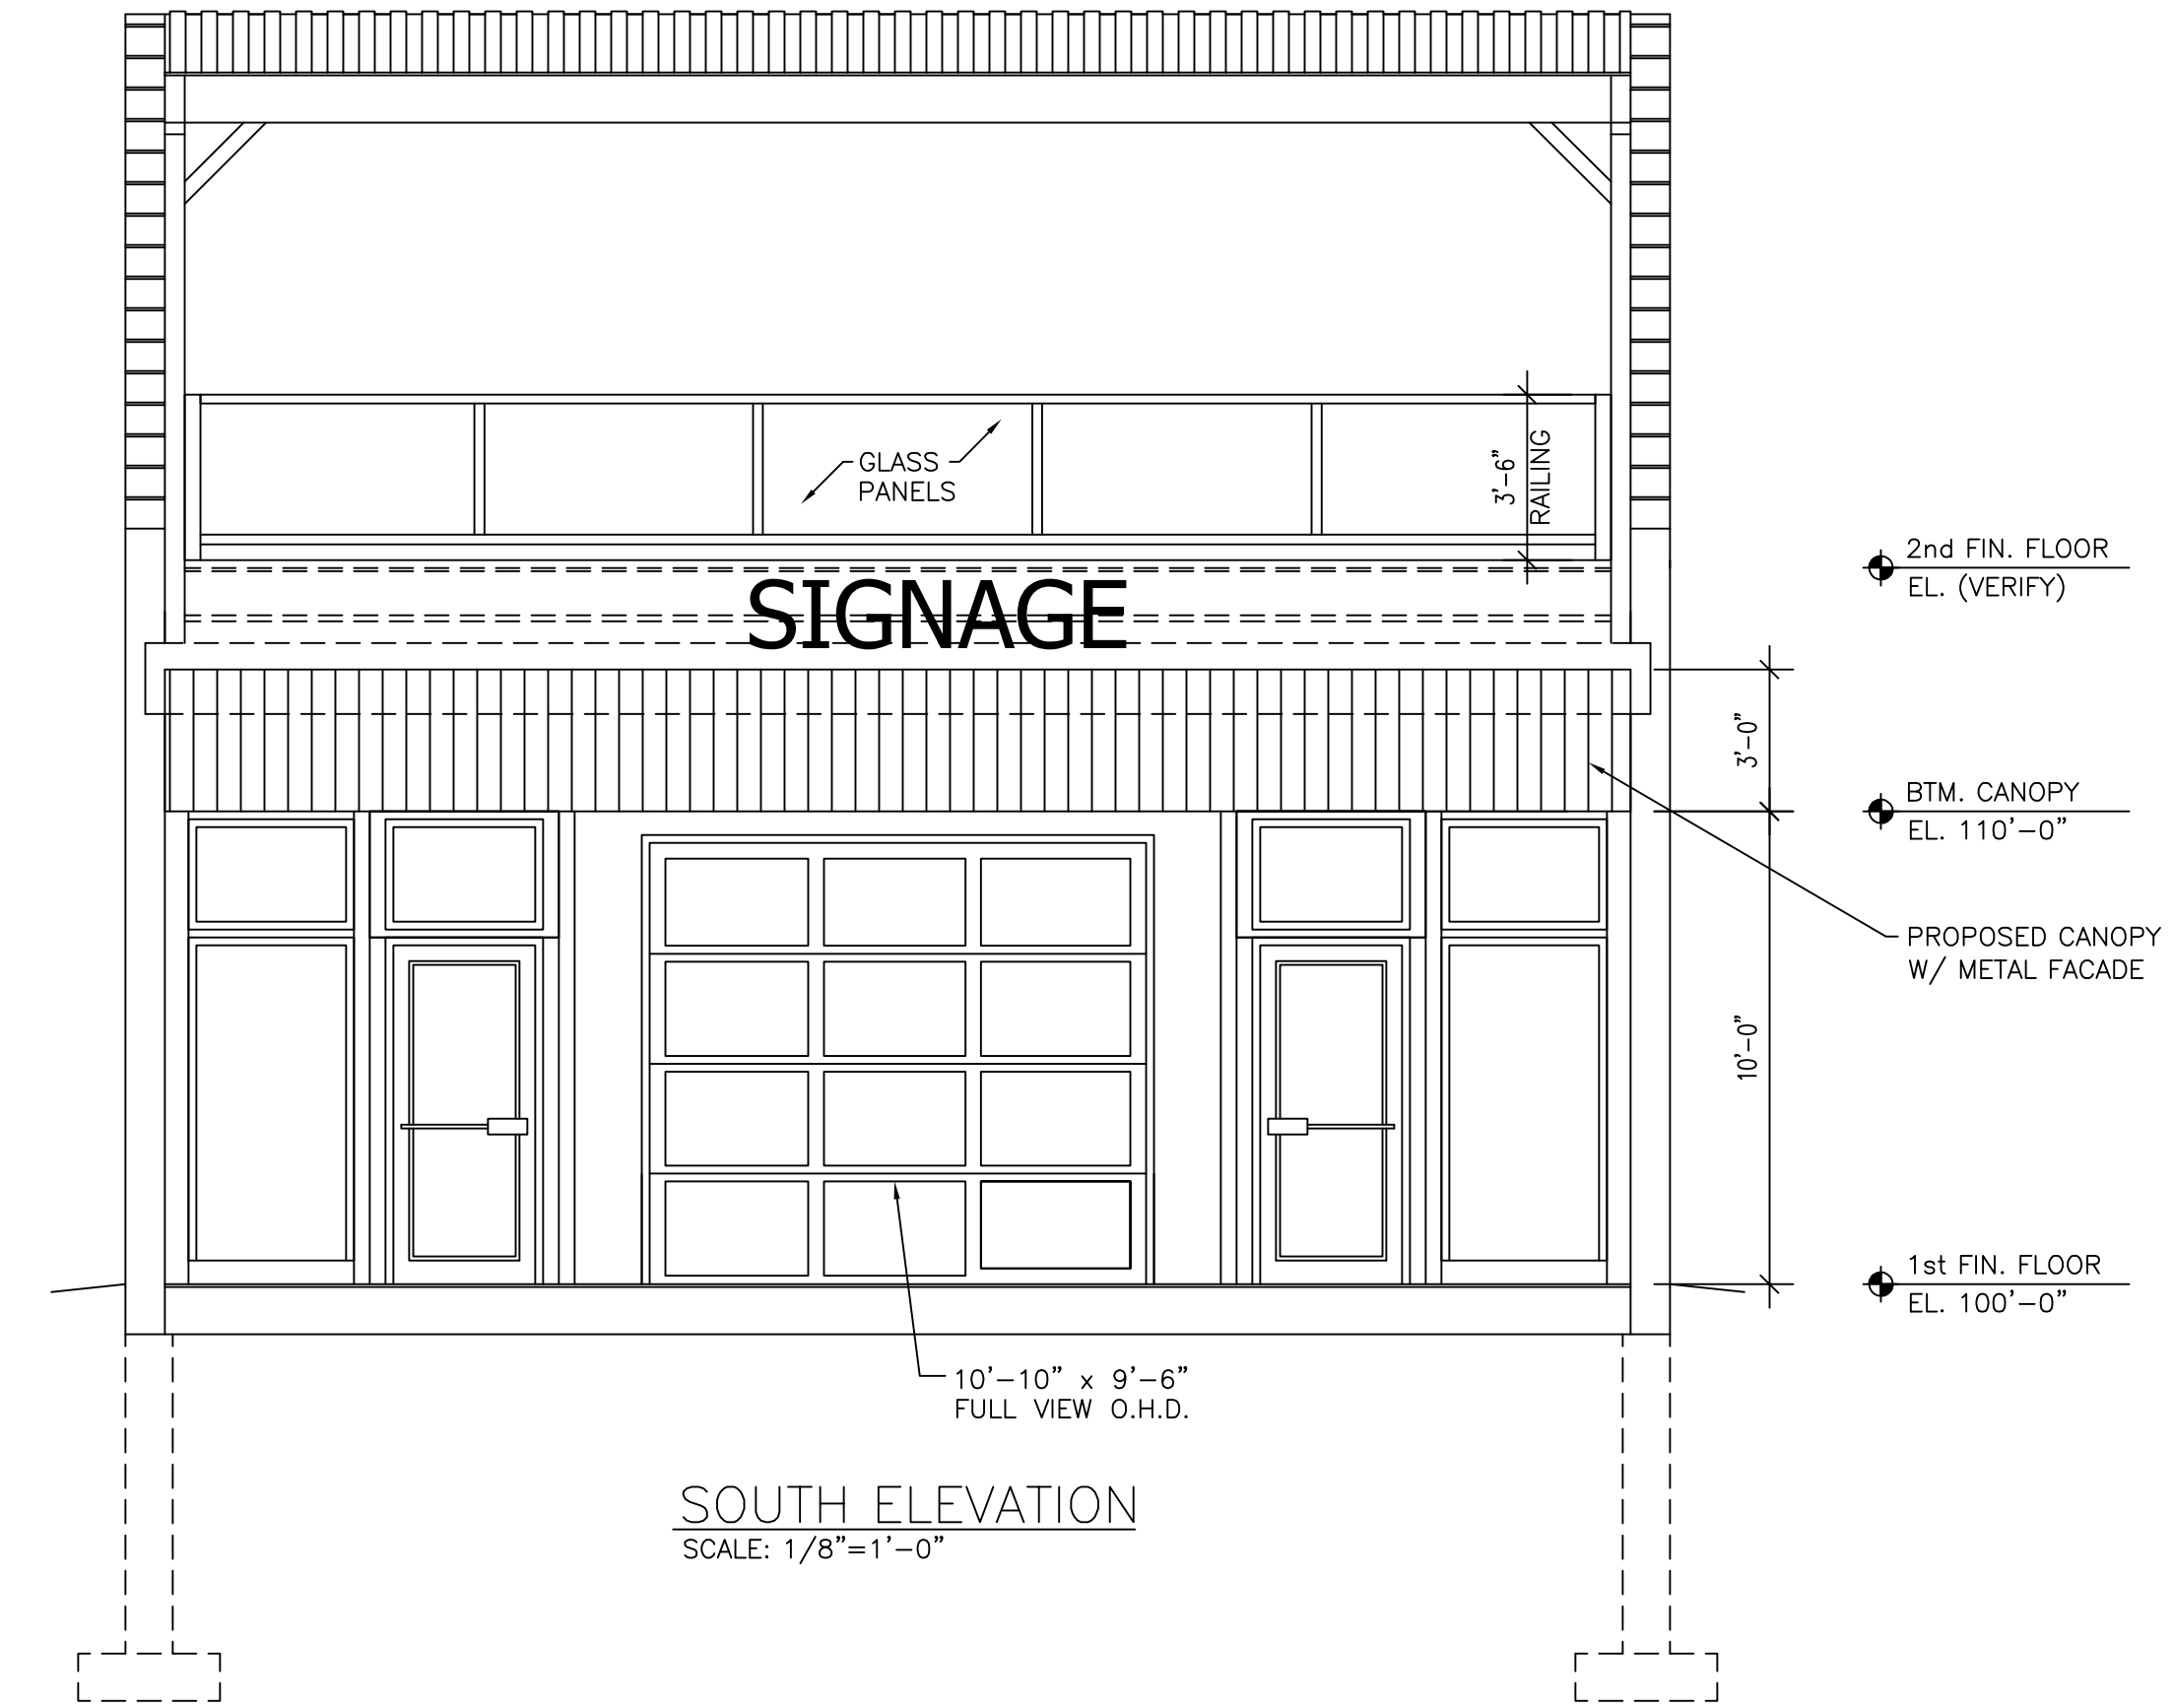 GLASS
PANELS
3'-6"
RAILING
2nd FIN. FLOOR
EL. (VERIFY)
SIGNAGE
3'-0"
BTM. CANOPY
EL. 110'-0"
PROPOSED CANOPY
W/ METAL FACADE
10'-0"
1st FIN. FLOOR
EL. 100'-0"
10'-10" x 9'-6"
FULL VIEW O.H.D.
SOUTH ELEVATION
SCALE: 1/8"=1'-0"